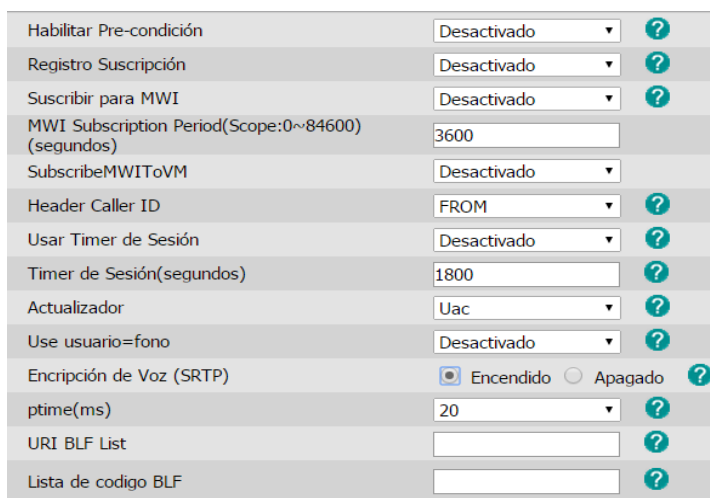 Habilitar Pre-condición Desactivado ?
Registro Suscripción Desactivado ?
Suscribir para MWI Desactivado ?
MWI Subscription Period(Scope:0~84600)
(segundos) 3600
SubscribeMWIToVM Desactivado
Header Caller ID FROM ?
Usar Timer de Sesión Desactivado ?
Timer de Sesión(segundos) 1800 ?
Actualizador Uac ?
Use usuario=fono Desactivado ?
Encripción de Voz (SRTP) Encendido Apagado ?
ptime(ms) 20 ?
URI BLF List ?
Lista de codigo BLF ?